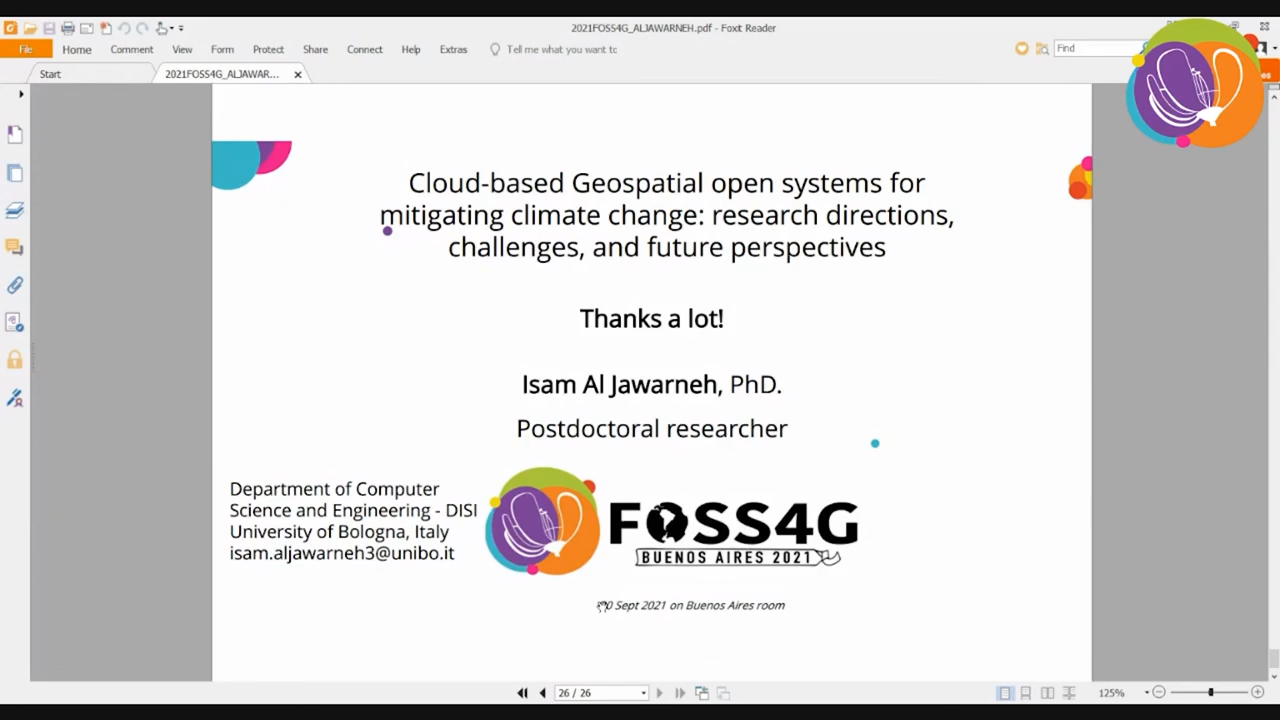 2021FOSS4G_ALJAWARNEH.pdf - Foxit Reader
File Home Comment View Form Protect Share Connect Help Extras Tell me what you want to Find
Start 2021FOSS4G_ALJAWAR...
Cloud-based Geospatial open systems for
mitigating climate change: research directions,
challenges, and future perspectives
Thanks a lot!
Isam Al Jawarneh, PhD.
Postdoctoral researcher
Department of Computer
Science and Engineering - DISI
University of Bologna, Italy
isam.aljawarneh3@unibo.it
FOSS4G
BUENOS AIRES 2021
Sept 2021 on Buenos Aires room
26 / 26
125%